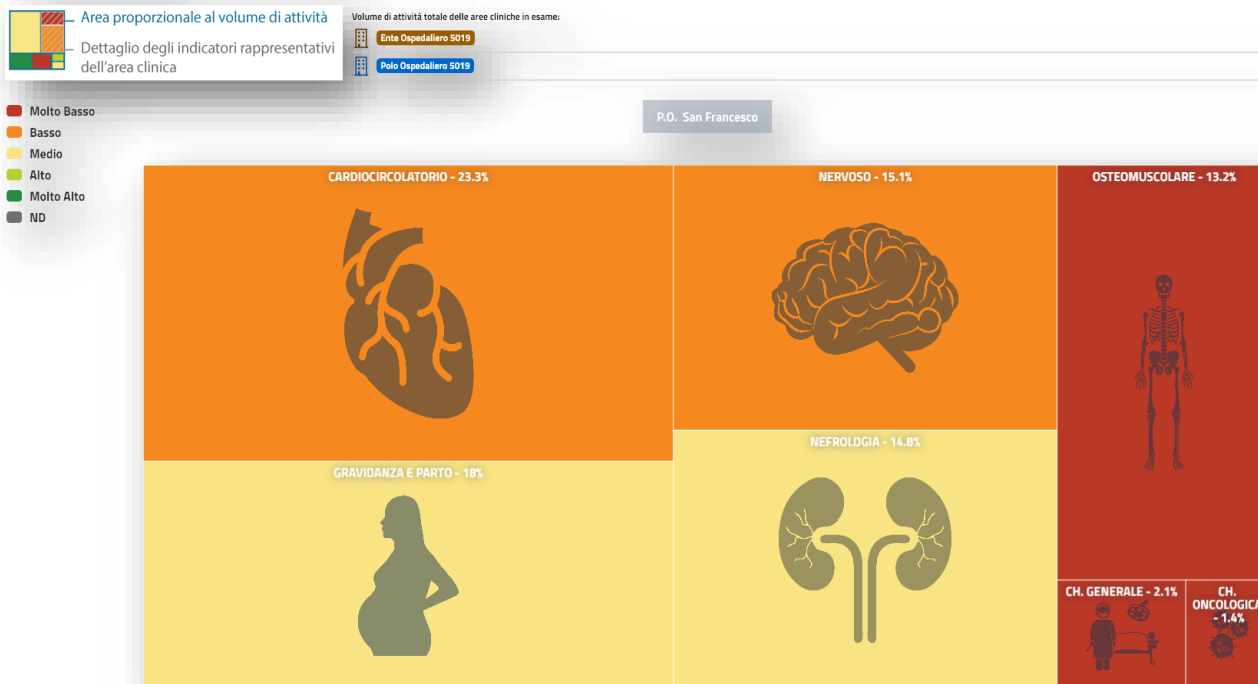 Area proporzionale al volume di attività
Dettaglio degli indicatori rappresentativi
dell'area clinica
Volume di attività totale delle aree cliniche in esame:
Ente Ospedaliero 5019
Polo Ospedaliero 5019
Molto Basso
Basso
Medio
Alto
Molto Alto
ND
P.O. San Francesco
CARDIOCIRCOLATORIO - 23.3%
NERVOSO - 15.1%
OSTEOMUSCOLARE - 13.2%
GRAVIDANZA E PARTO - 18%
NEFROLOGIA - 14.8%
CH. GENERALE - 2.1%
CH.
ONCOLOGICA
- 1.4%